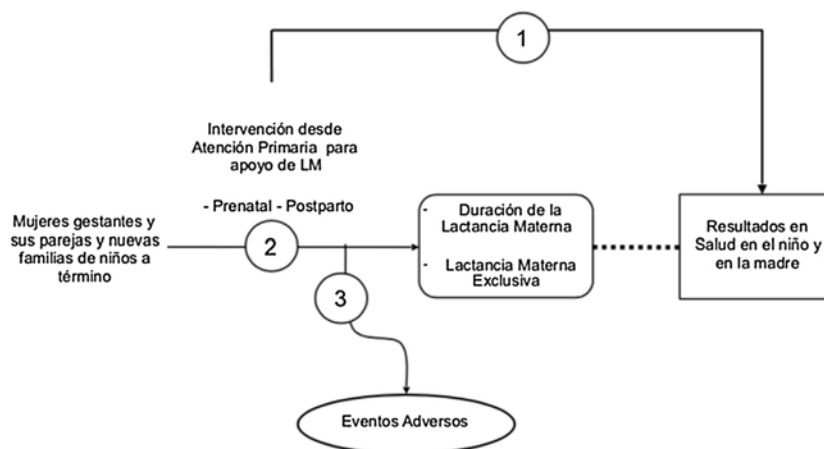 1
Intervención desde
Atención Primaria para
apoyo de LM
- Prenatal - Postparto
Mujeres gestantes y
sus parejas y nuevas
familias de niños a
término
2
- Duración de la
Lactancia Materna
- Lactancia Materna
Exclusiva
Resultados en
Salud en el niño y
en la madre
3
Eventos Adversos